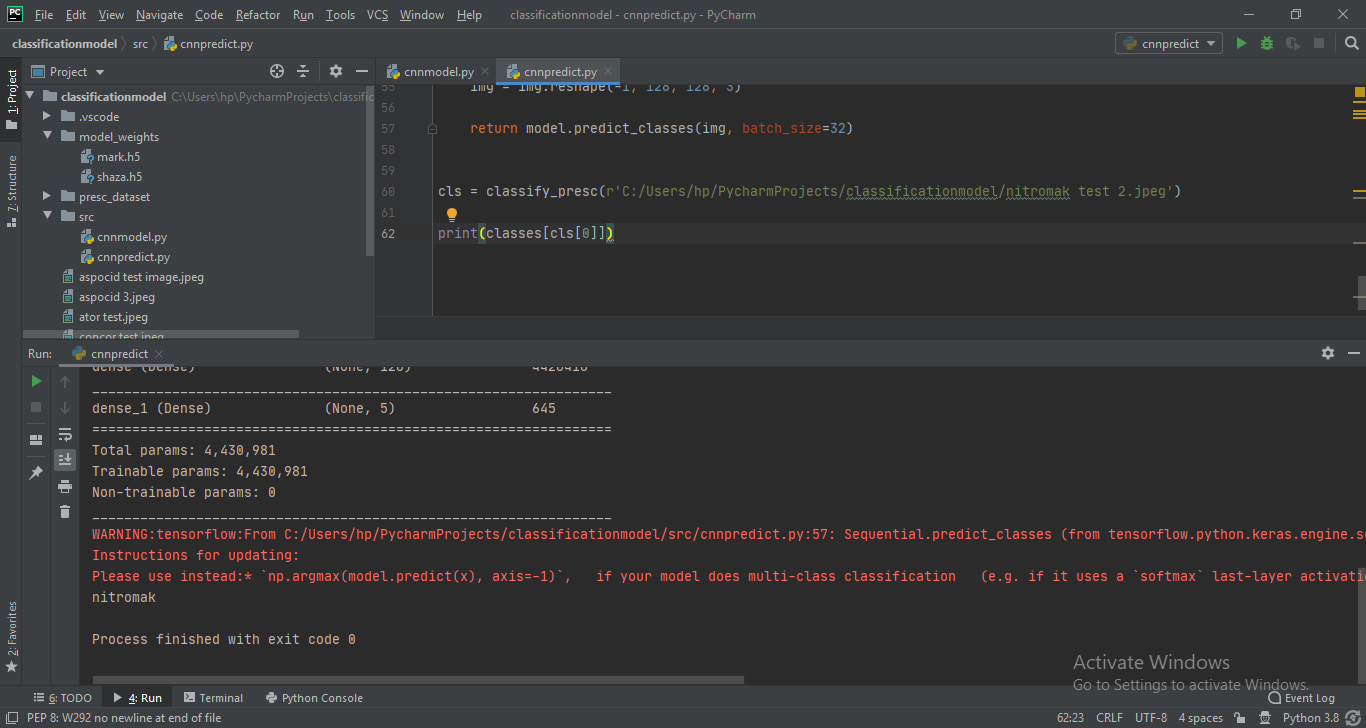 PC File Edit View Navigate Code Refactor Run Tools VCS Window Help classificationmodel - cnnpredict.py - PyCharm
classificationmodel src cnnpredict.py cnnpredict
1: Project
7: Structure
2: Favorites
Project
classificationmodel C:\Users\hp\PycharmProjects\classific
.vscode
model_weights
mark.h5
shaza.h5
presc_dataset
src
cnnmodel.py
cnnpredict.py
aspocid test image.jpeg
aspocid 3.jpeg
ator test.jpeg
concor test.jpeg
cnnmodel.py cnnpredict.py
55 img = img.reshape(-1, 128, 128, 3)
56
57 return model.predict_classes(img, batch_size=32)
58
59
60 cls = classify_presc(r'C:/Users/hp/PycharmProjects/classificationmodel/nitromak test 2.jpeg')
61
62 print(classes[cls[0]])
Run: cnnpredict
dense (Dense) (None, 128) 4426416
_________________________________________________________________
dense_1 (Dense) (None, 5) 645
=================================================================
Total params: 4,430,981
Trainable params: 4,430,981
Non-trainable params: 0
_________________________________________________________________
WARNING:tensorflow:From C:/Users/hp/PycharmProjects/classificationmodel/src/cnnpredict.py:57: Sequential.predict_classes (from tensorflow.python.keras.engine.se
Instructions for updating:
Please use instead:* `np.argmax(model.predict(x), axis=-1)`, if your model does multi-class classification (e.g. if it uses a `softmax` last-layer activatio
nitromak
Process finished with exit code 0
Activate Windows
Go to Settings to activate Windows.
6: TODO 4: Run Terminal Python Console Event Log
PEP 8: W292 no newline at end of file 62:23 CRLF UTF-8 4 spaces Python 3.8